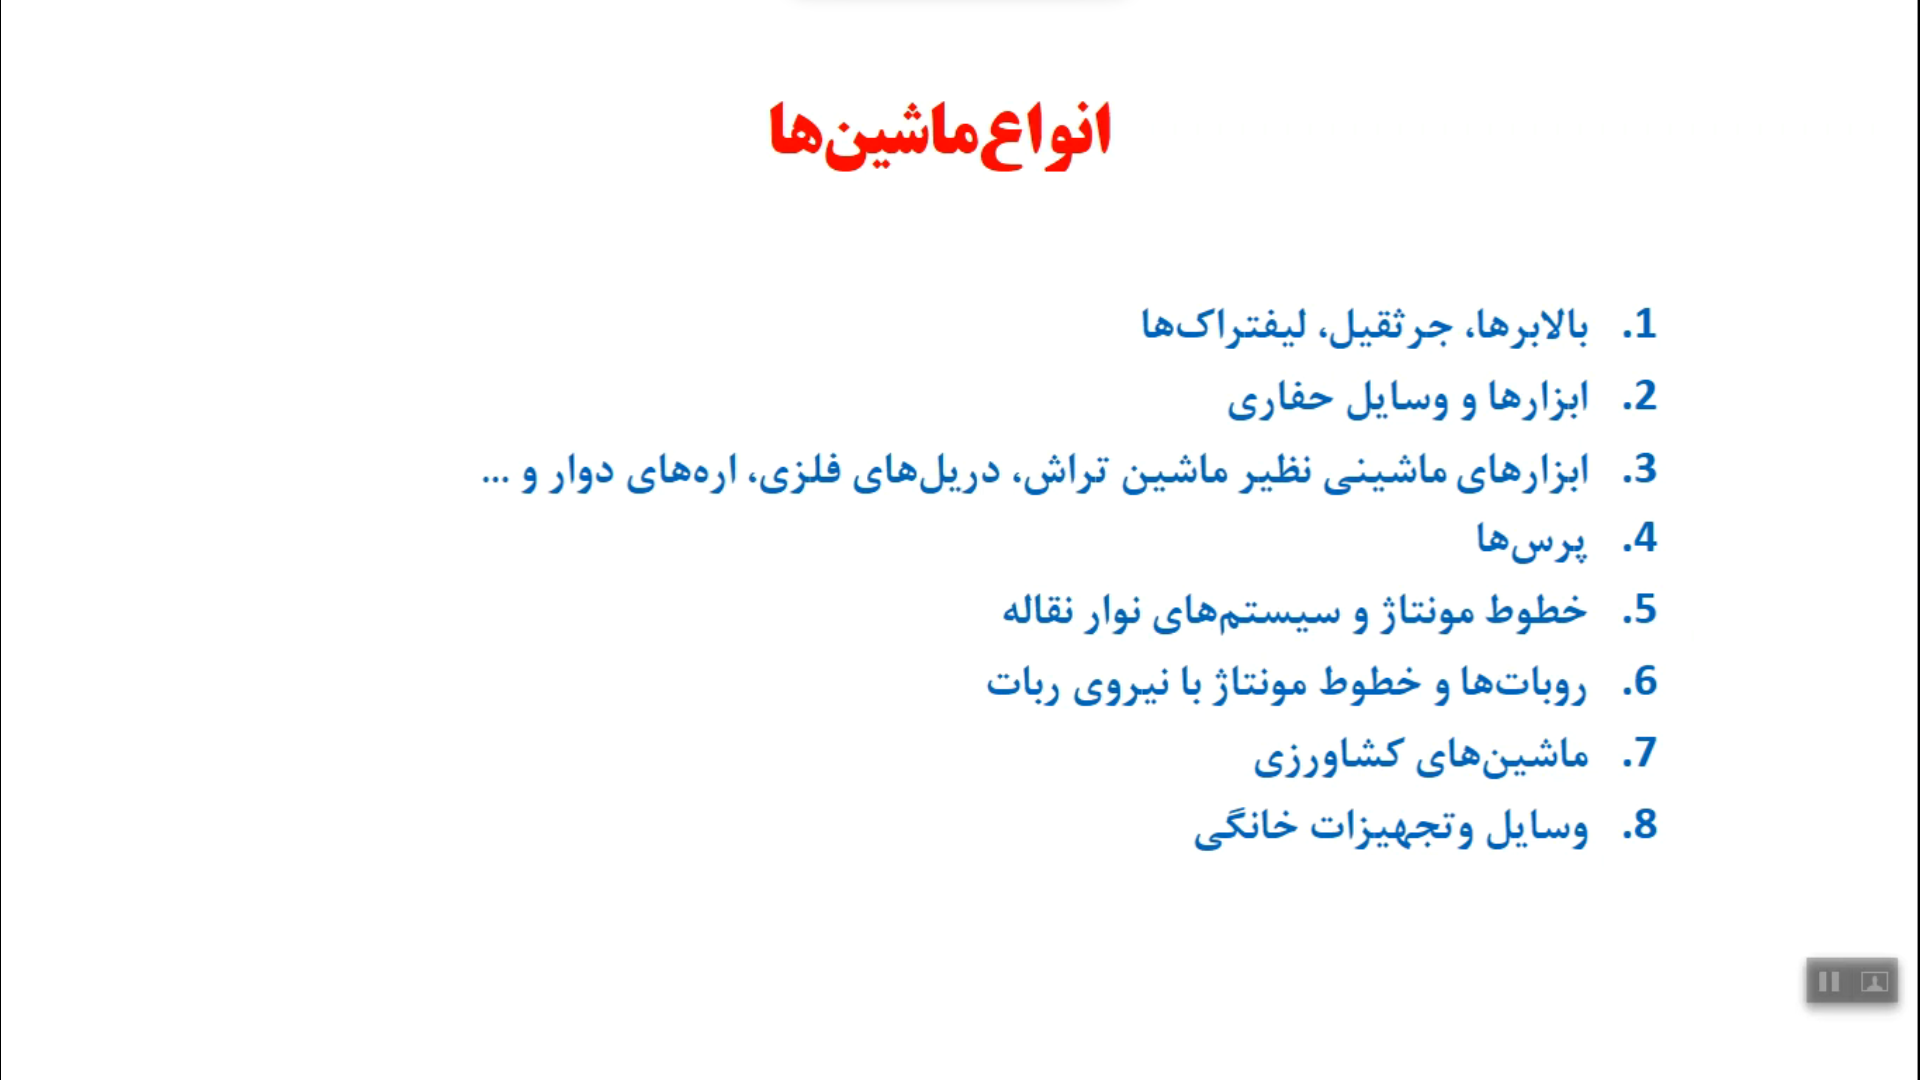 انواع ماشین‌ها
1. بالابرها، جرثقیل، لیفتراک‌ها
2. ابزارها و وسایل حفاری
3. ابزارهای ماشینی نظیر ماشین تراش، دریل‌های فلزی، اره‌های دوار و ...
4. پرس‌ها
5. خطوط مونتاژ و سیستم‌های نوار نقاله
6. روبات‌ها و خطوط مونتاژ با نیروی ربات
7. ماشین‌های کشاورزی
8. وسایل وتجهیزات خانگی